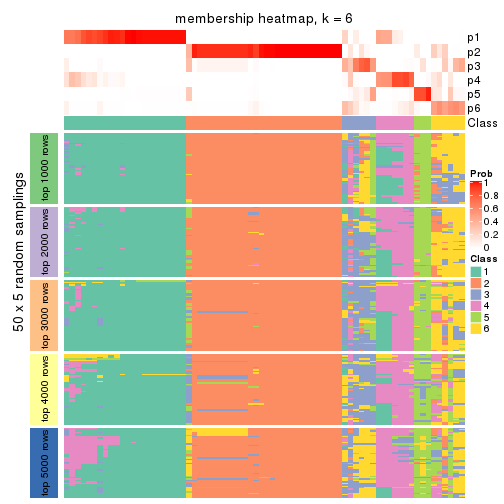 membership heatmap, k = 6
p1
p2
p3
p4
p5
p6
Class
50 x 5 random samplings
top 1000 rows
top 2000 rows
top 3000 rows
top 4000 rows
top 5000 rows
Prob
1
0.8
0.6
0.4
0.2
0
Class
1
2
3
4
5
6